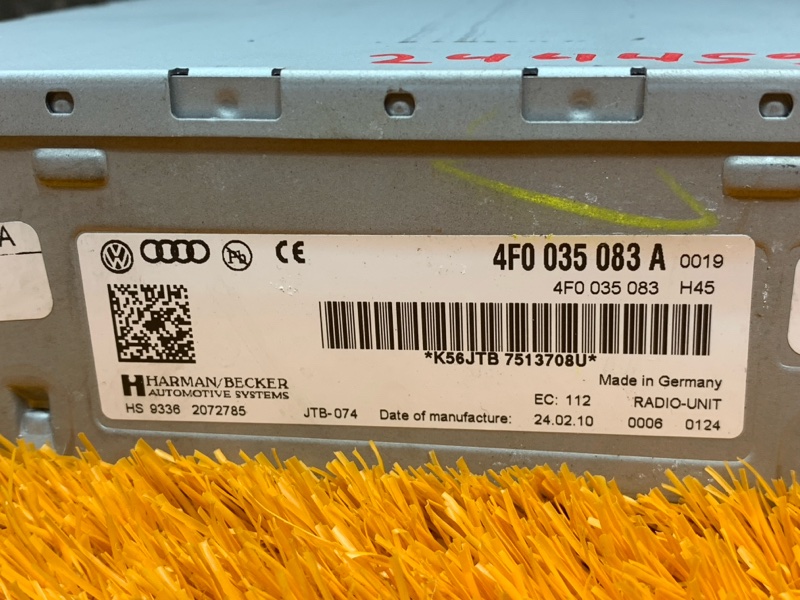 A
4F0 035 083 A 0019
4F0 035 083 H45
*K56JTB 7513708U*
HARMAN/BECKER
AUTOMOTIVE SYSTEMS
Made in Germany
EC: 112 RADIO-UNIT
HS 9336 2072785 JTB-074 Date of manufacture: 24.02.10 0006 0124
Pb
CE